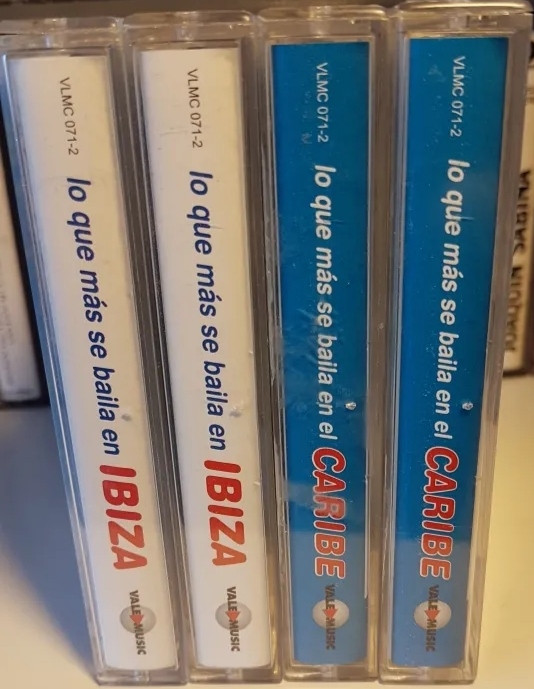 VLMC 071-2 lo que más se baila en IBIZA VALE MUSIC
VLMC 071-2 lo que más se baila en IBIZA VALE MUSIC
VLMC 071-2 lo que más se baila en el CARIBE VALE MUSIC
VLMC 071-2 lo que más se baila en el CARIBE VALE MUSIC